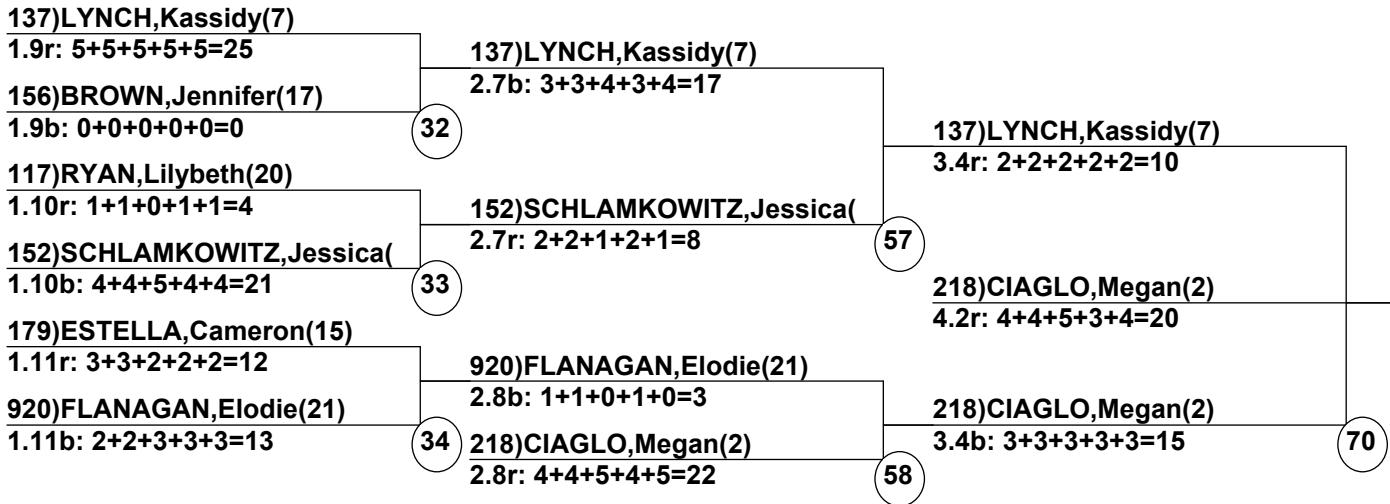 137)LYNCH,Kassidy(7)
1.9r: 5+5+5+5+5=25
156)BROWN,Jennifer(17)
1.9b: 0+0+0+0+0=0
32
117)RYAN,Lilybeth(20)
1.10r: 1+1+0+1+1=4
152)SCHLAMKOWITZ,Jessica(
1.10b: 4+4+5+4+4=21
33
179)ESTELLA,Cameron(15)
1.11r: 3+3+2+2+2=12
920)FLANAGAN,Elodie(21)
1.11b: 2+2+3+3+3=13
34
137)LYNCH,Kassidy(7)
2.7b: 3+3+4+3+4=17
152)SCHLAMKOWITZ,Jessica(
2.7r: 2+2+1+2+1=8
57
920)FLANAGAN,Elodie(21)
2.8b: 1+1+0+1+0=3
218)CIAGLO,Megan(2)
2.8r: 4+4+5+4+5=22
58
137)LYNCH,Kassidy(7)
3.4r: 2+2+2+2+2=10
218)CIAGLO,Megan(2)
4.2r: 4+4+5+3+4=20
218)CIAGLO,Megan(2)
3.4b: 3+3+3+3+3=15
70